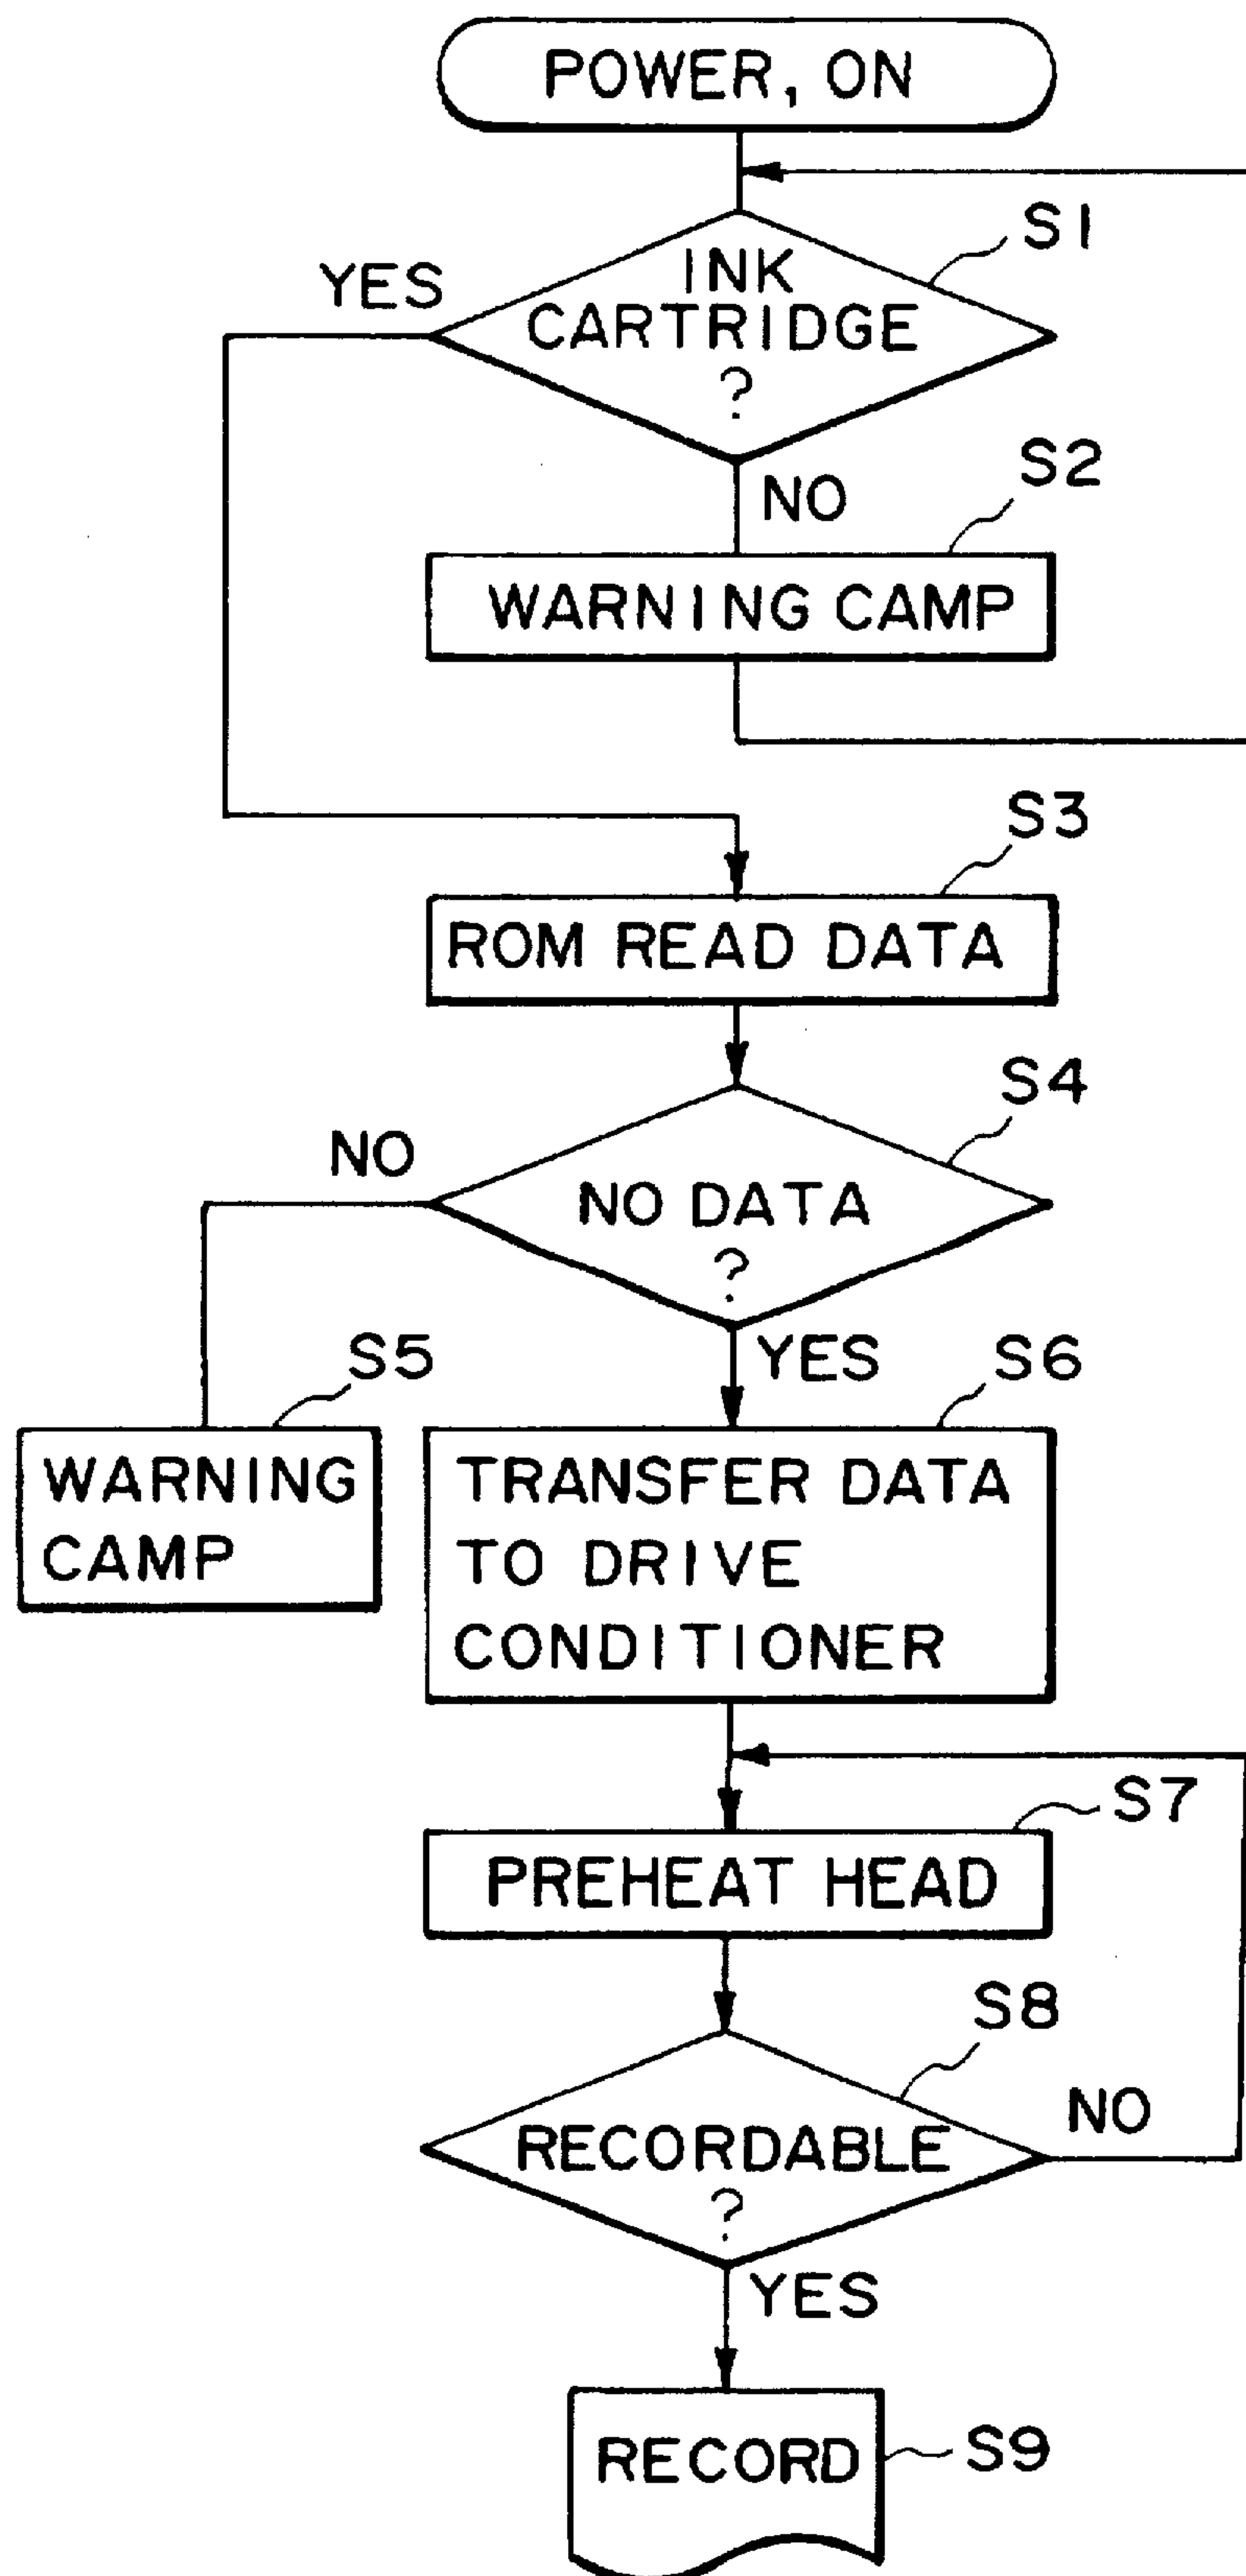 POWER, ON
S1
YES
INK
CARTRIDGE
?
NO
S2
WARNING CAMP
S3
ROM READ DATA
S4
NO
NO DATA
?
YES
S5
S6
WARNING
CAMP
TRANSFER DATA
TO DRIVE
CONDITIONER
S7
PREHEAT HEAD
S8
NO
RECORDABLE
?
YES
RECORD
S9